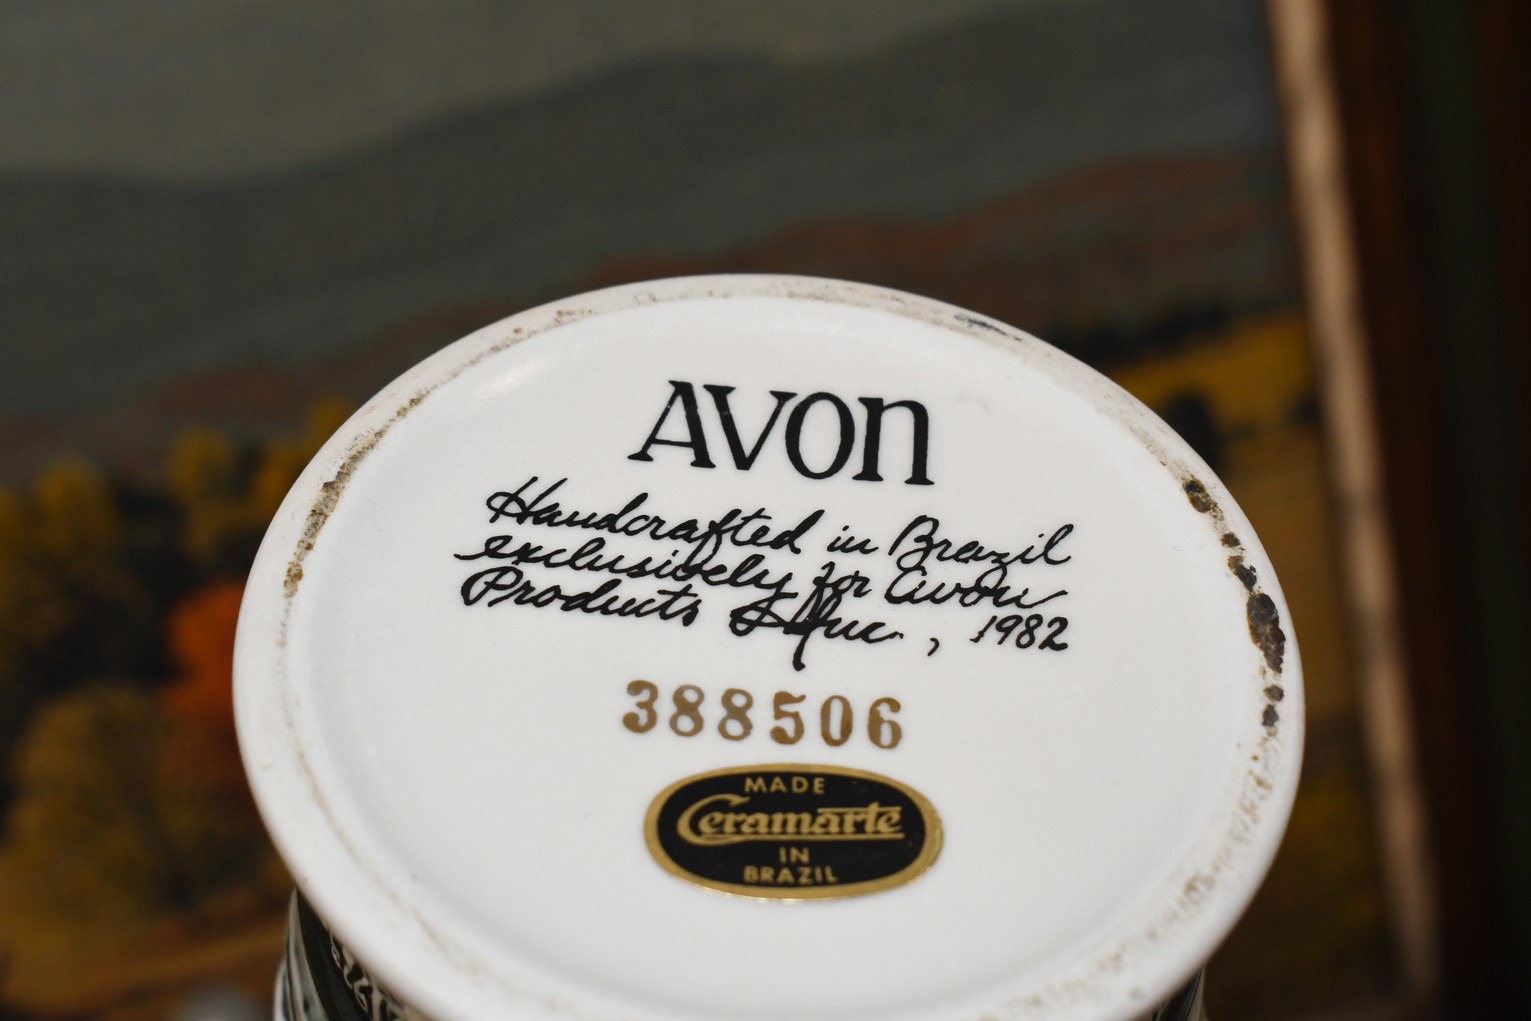 AVON
Handcrafted in Brazil
exclusively for Avon
Products Inc., 1982
388506
MADE
Ceramarte
IN
BRAZIL